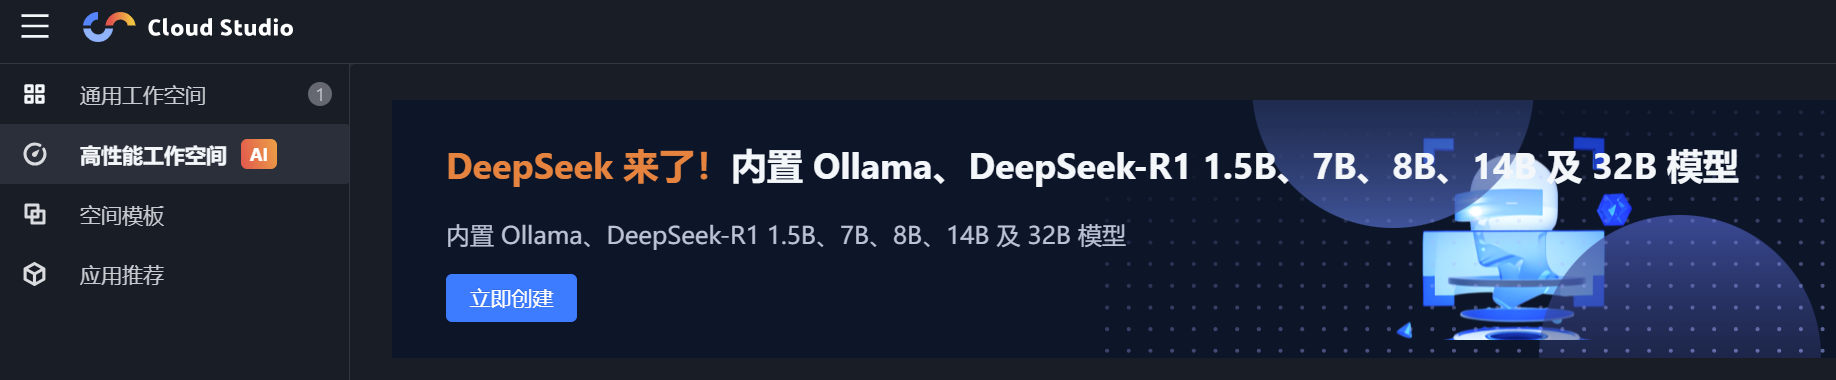 Cloud Studio
通用工作空间 1
高性能工作空间 AI
空间模板
应用推荐
DeepSeek 来了！内置 Ollama、DeepSeek-R1 1.5B、7B、8B、14B 及 32B 模型
内置 Ollama、DeepSeek-R1 1.5B、7B、8B、14B 及 32B 模型
立即创建